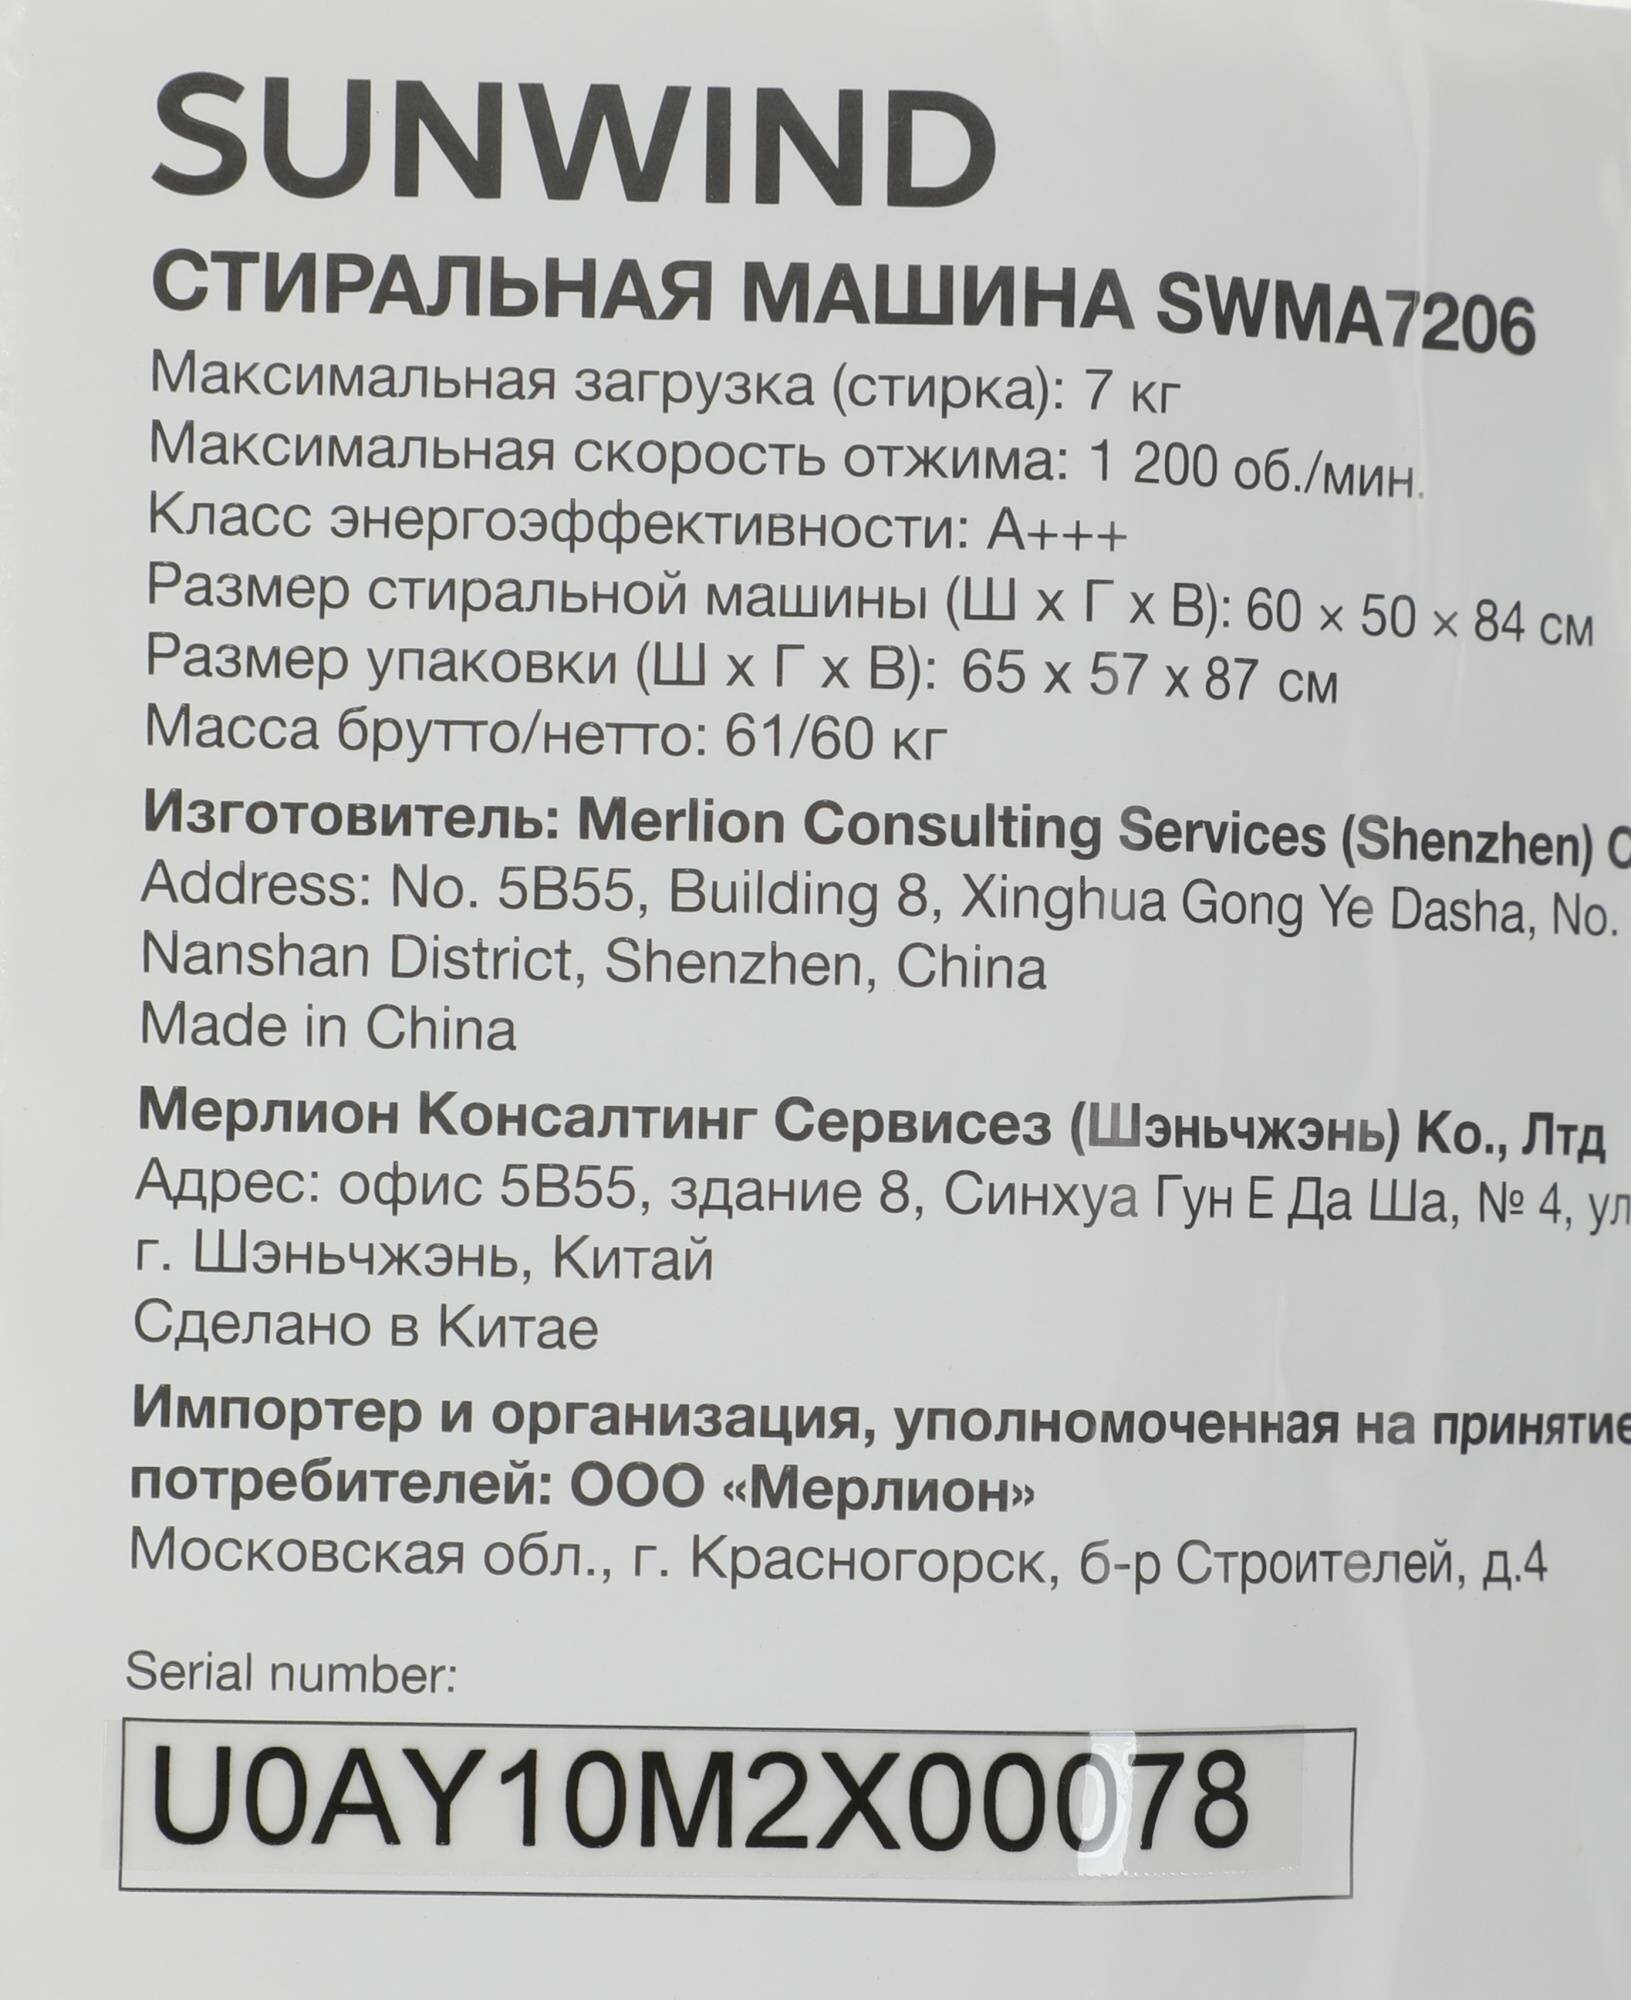 SUNWIND
СТИРАЛЬНАЯ МАШИНА SWMA7206
Максимальная загрузка (стирка): 7 кг
Максимальная скорость отжима: 1 200 об./мин.
Класс энергоэффективности: A+++
Размер стиральной машины (Ш х Г х В): 60 × 50 × 84 см
Размер упаковки (Ш х Г х В): 65 x 57 x 87 см
Масса брутто/нетто: 61/60 кг
Изготовитель: Merlion Consulting Services (Shenzhen)
Address: No. 5B55, Building 8, Xinghua Gong Ye Dasha, No.
Nanshan District, Shenzhen, China
Made in China
Мерлион Консалтинг Сервисез (Шэньчжэнь) Ко., Лтд
Адрес: офис 5В55, здание 8, Синхуа Гун Е Да Ша, № 4, ул
г. Шэньчжэнь, Китай
Сделано в Китае
Импортер и организация, уполномоченная на принятие
потребителей: ООО «Мерлион»
Московская обл., г. Красногорск, б-р Строителей, д.4
Serial number:
U0AY10M2X00078